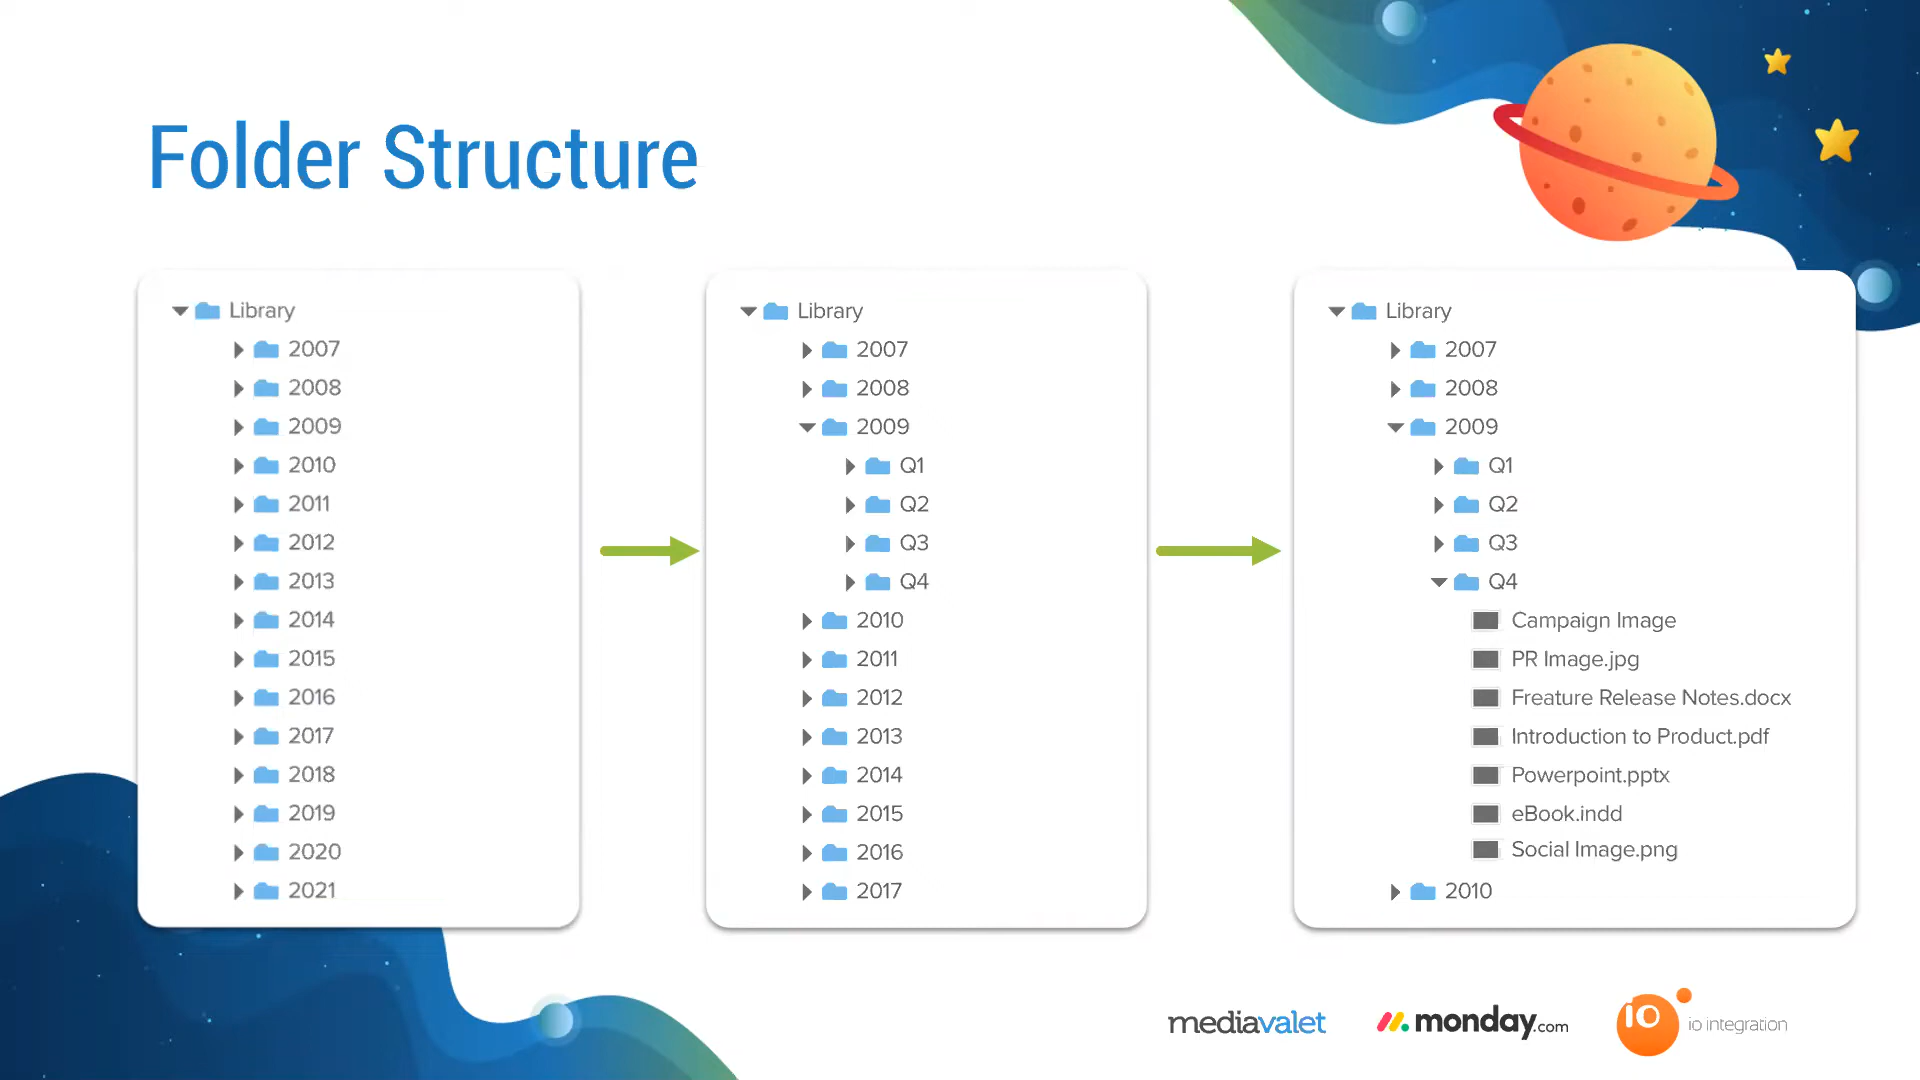 Folder Structure
Library
2007
2008
2009
2010
2011
2012
2013
2014
2015
2016
2017
2018
2019
2020
2021
Library
2007
2008
2009
Q1
Q2
Q3
Q4
2010
2011
2012
2013
2014
2015
2016
2017
Library
2007
2008
2009
Q1
Q2
Q3
Q4
Campaign Image
PR Image.jpg
Freature Release Notes.docx
Introduction to Product.pdf
Powerpoint.pptx
eBook.indd
Social Image.png
2010
mediavalet
monday.com
io io integration